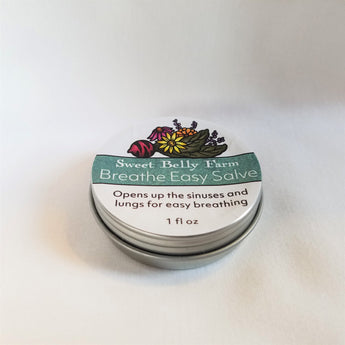 Sweet Belly Farm
Breathe Easy Salve
Opens up the sinuses and
lungs for easy breathing
1 fl oz